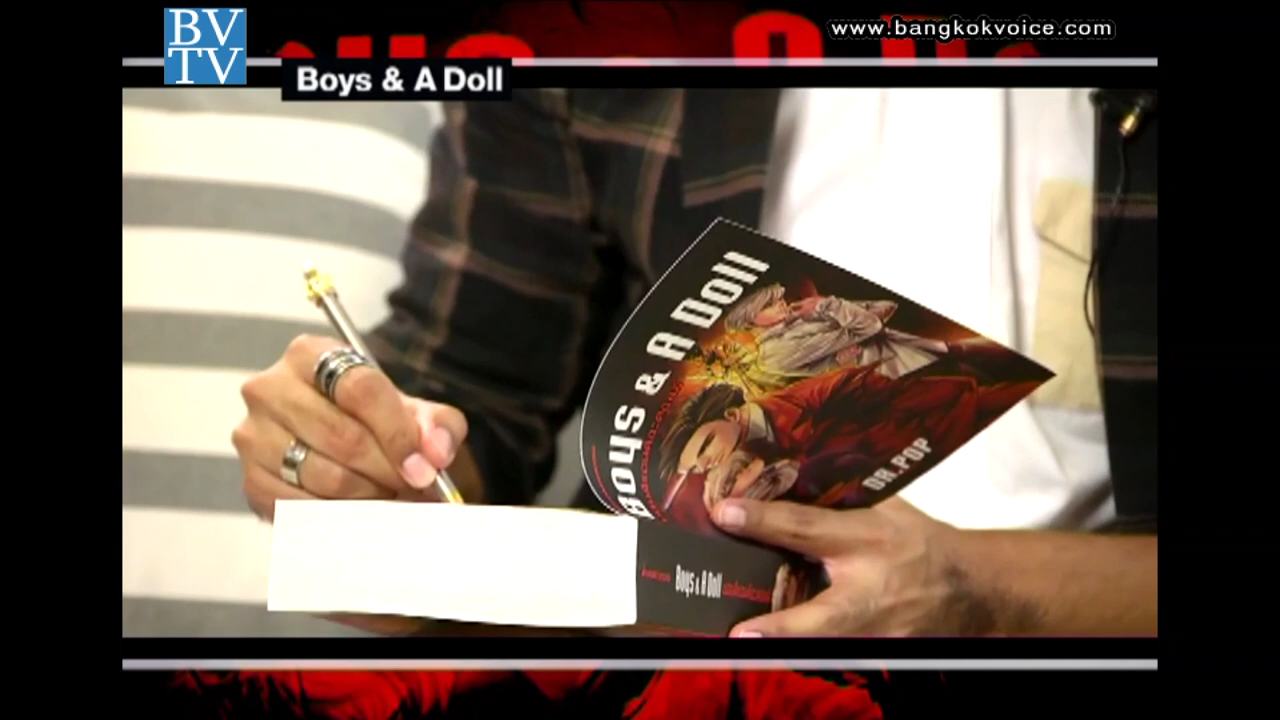 BV
TV
www.bangkokvoice.com
Boys & A Doll
Boys & A Doll
DR.POP
Boys & A Doll